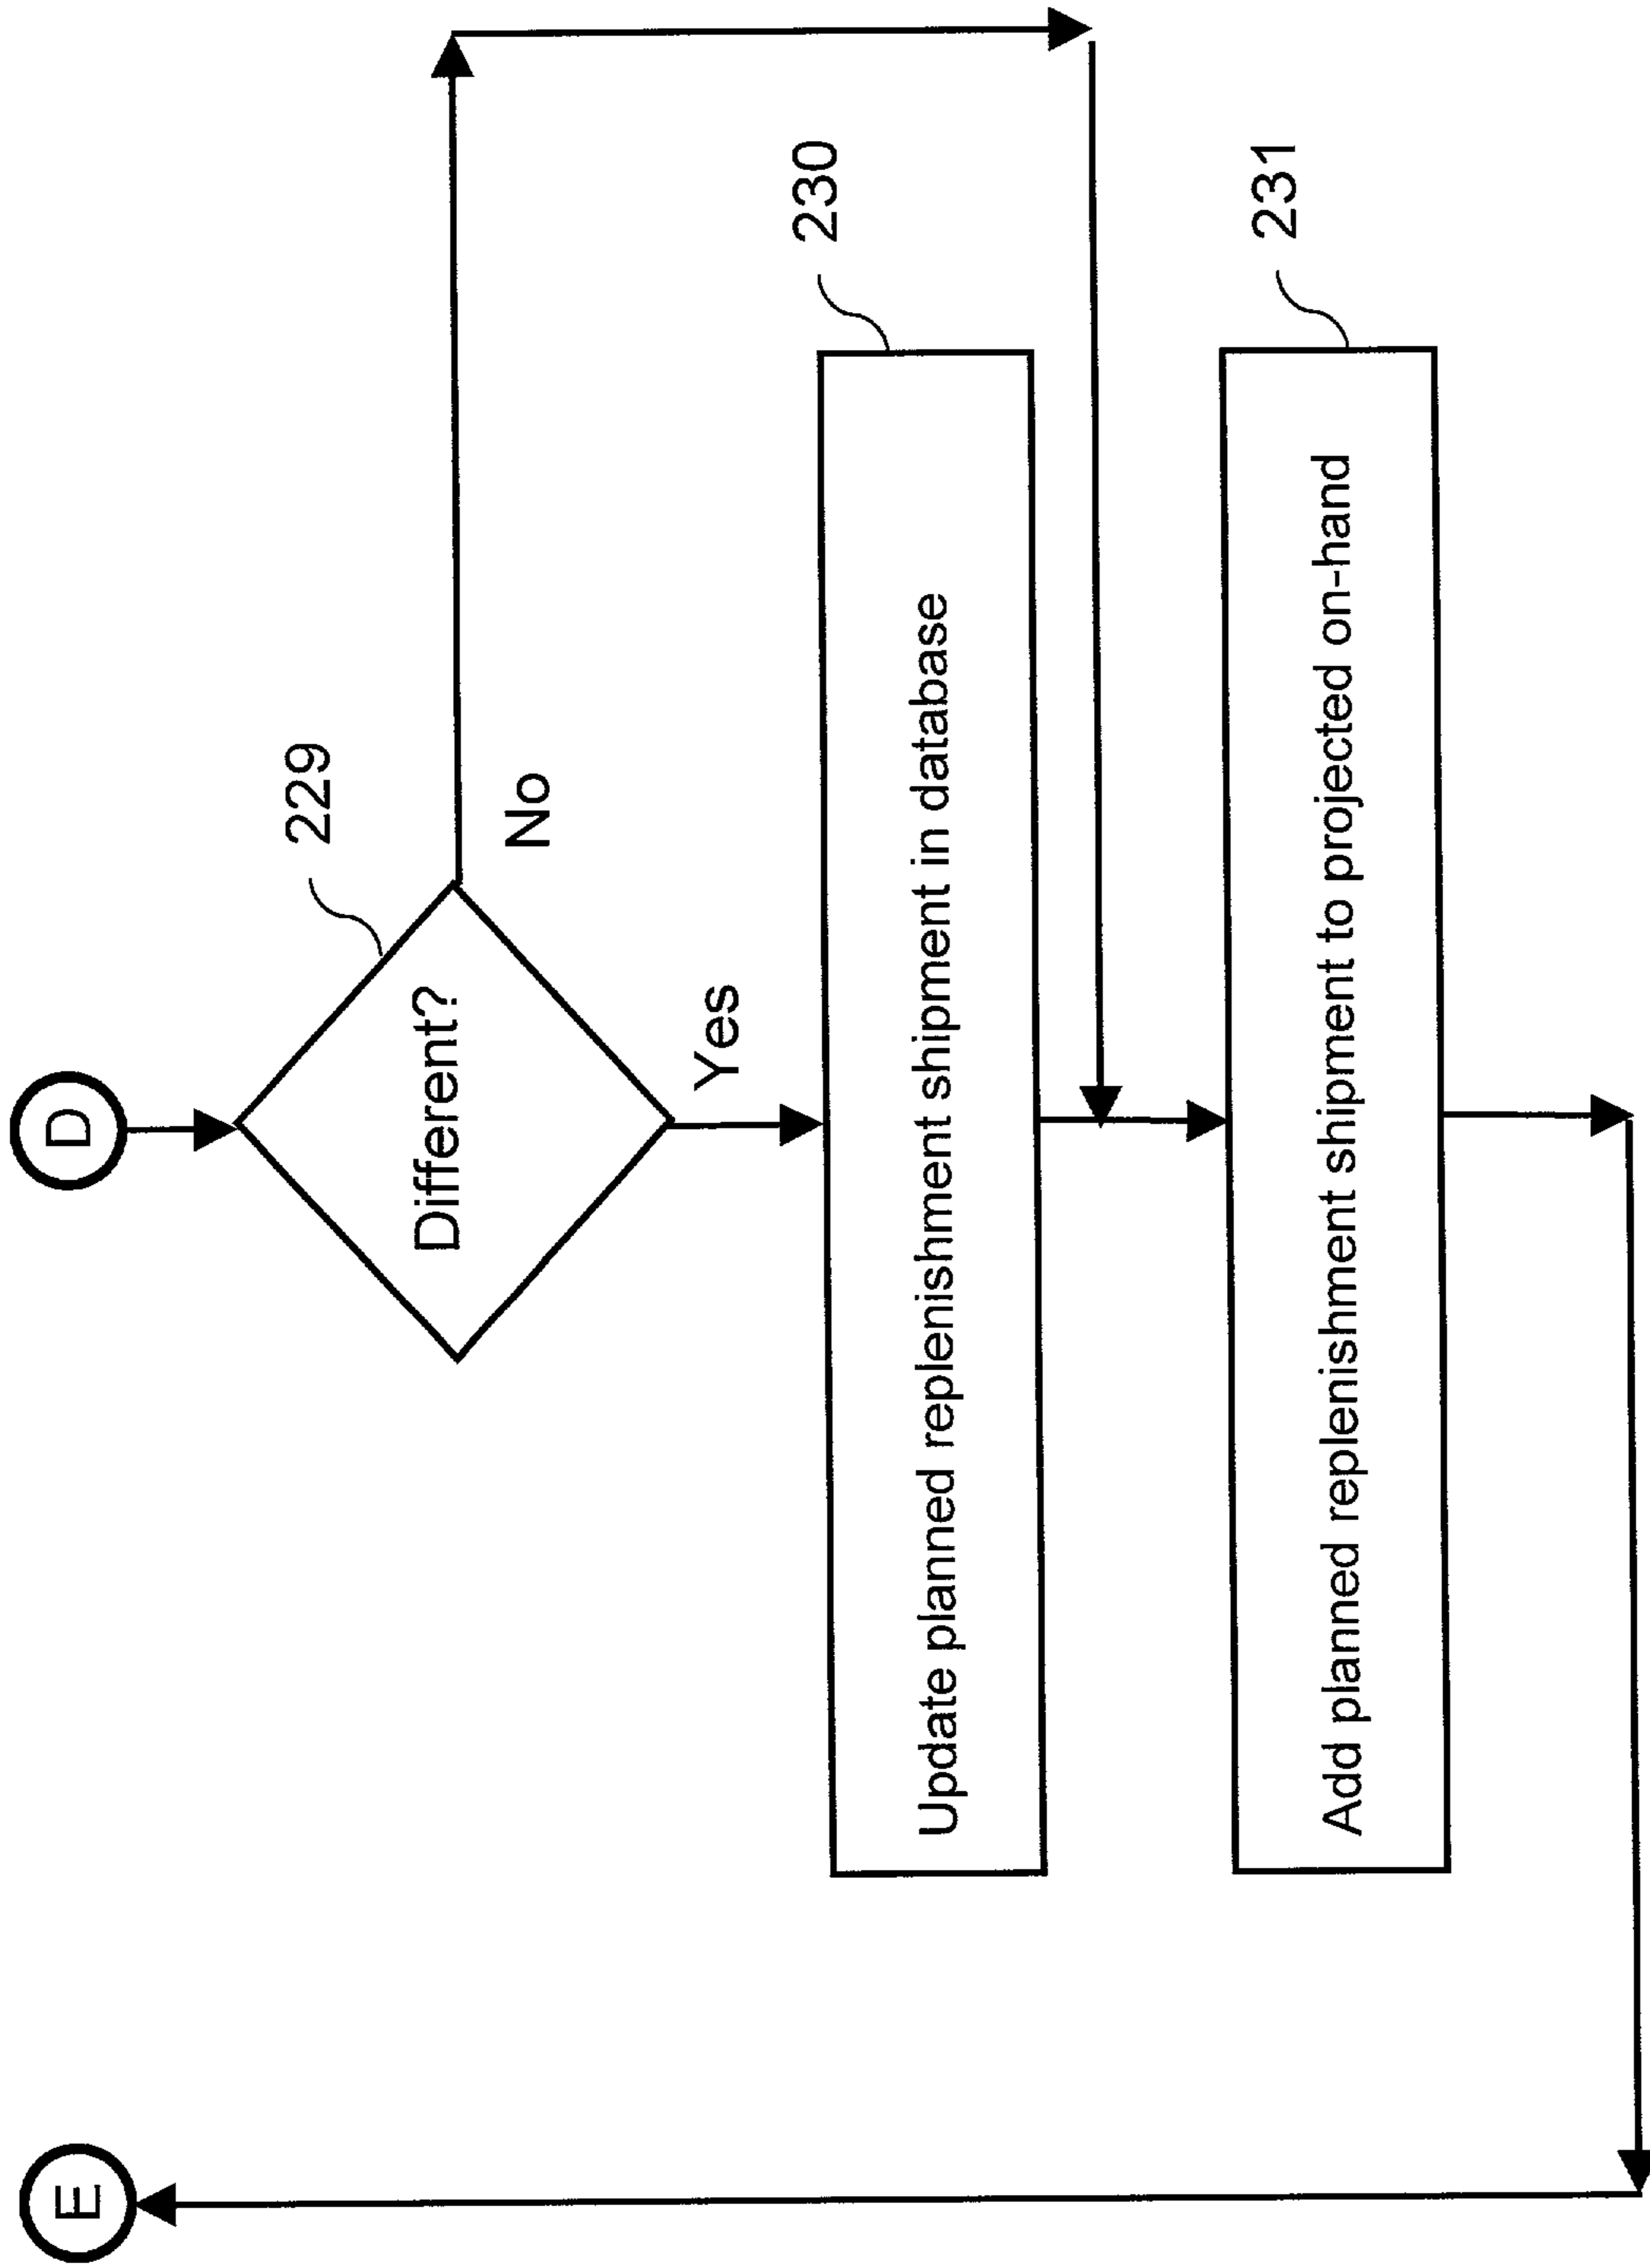 D
229
Different?
No
Yes
230
Update planned replenishment shipment in database
231
Add planned replenishment shipment to projected on-hand
E